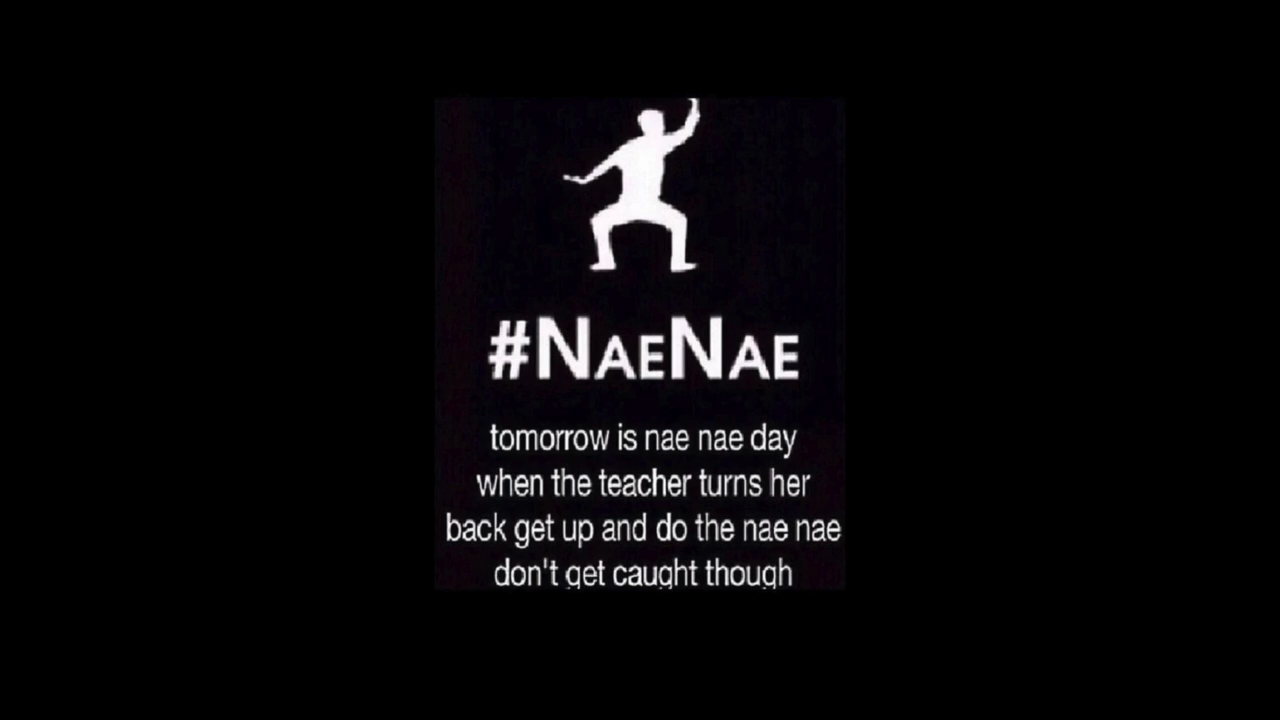 #NAENAE
tomorrow is nae nae day
when the teacher turns her
back get up and do the nae nae
don't get caught though